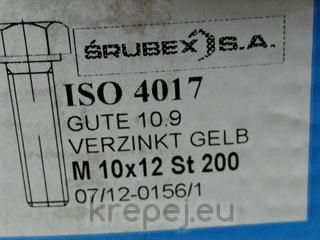 ŚRUBEX S.A.
ISO 4017
GUTE 10.9
VERZINKT GELB
M 10x12 St 200
07/12-0156/1
krepej.eu